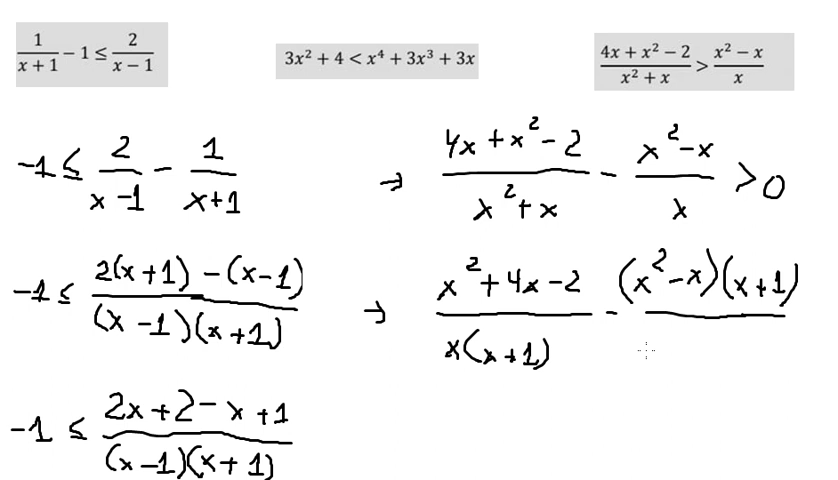 1/(x + 1) − 1 ≤ 2/(x − 1)
3x² + 4 < x⁴ + 3x³ + 3x
(4x + x² − 2)/(x² + x) > (x² − x)/x
-1 ≤ 2/(x-1) - 1/(x+1)
→ (4x + x² - 2)/(x² + x) - (x² - x)/x > 0
-1 ≤ (2(x+1) - (x-1))/((x-1)(x+1))
→ (x² + 4x - 2)/(x(x+1)) - (x² - x)(x+1)/
-1 ≤ (2x + 2 - x + 1)/((x-1)(x+1))